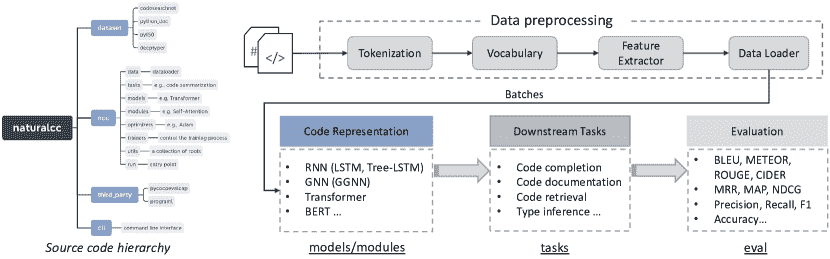 naturalcc
dataset
codesearchnet
python_doc
py150
deeptyper
ncc
data
dataloader
tasks
e.g., code summarization
models
e.g. Transformer
modules
e.g. Self-Attention
optimizers
e.g., Adam
trainers
control the training process
utils
a collection of tools
run
entry point
third_party
pycocoevalcap
cli
command line interface
Source code hierarchy
Data preprocessing
#
</>
Tokenization
Vocabulary
Feature
Extractor
Data Loader
Batches
Code Representation
• RNN (LSTM, Tree-LSTM)
• GNN (GGNN)
• Transformer
• BERT ...
models/modules
Downstream Tasks
• Code completion
• Code documentation
• Code retrieval
• Type inference ...
tasks
Evaluation
• BLEU, METEOR,
ROUGE, CIDER
• MRR, MAP, NDCG
• Precision, Recall, F1
• Accuracy...
eval